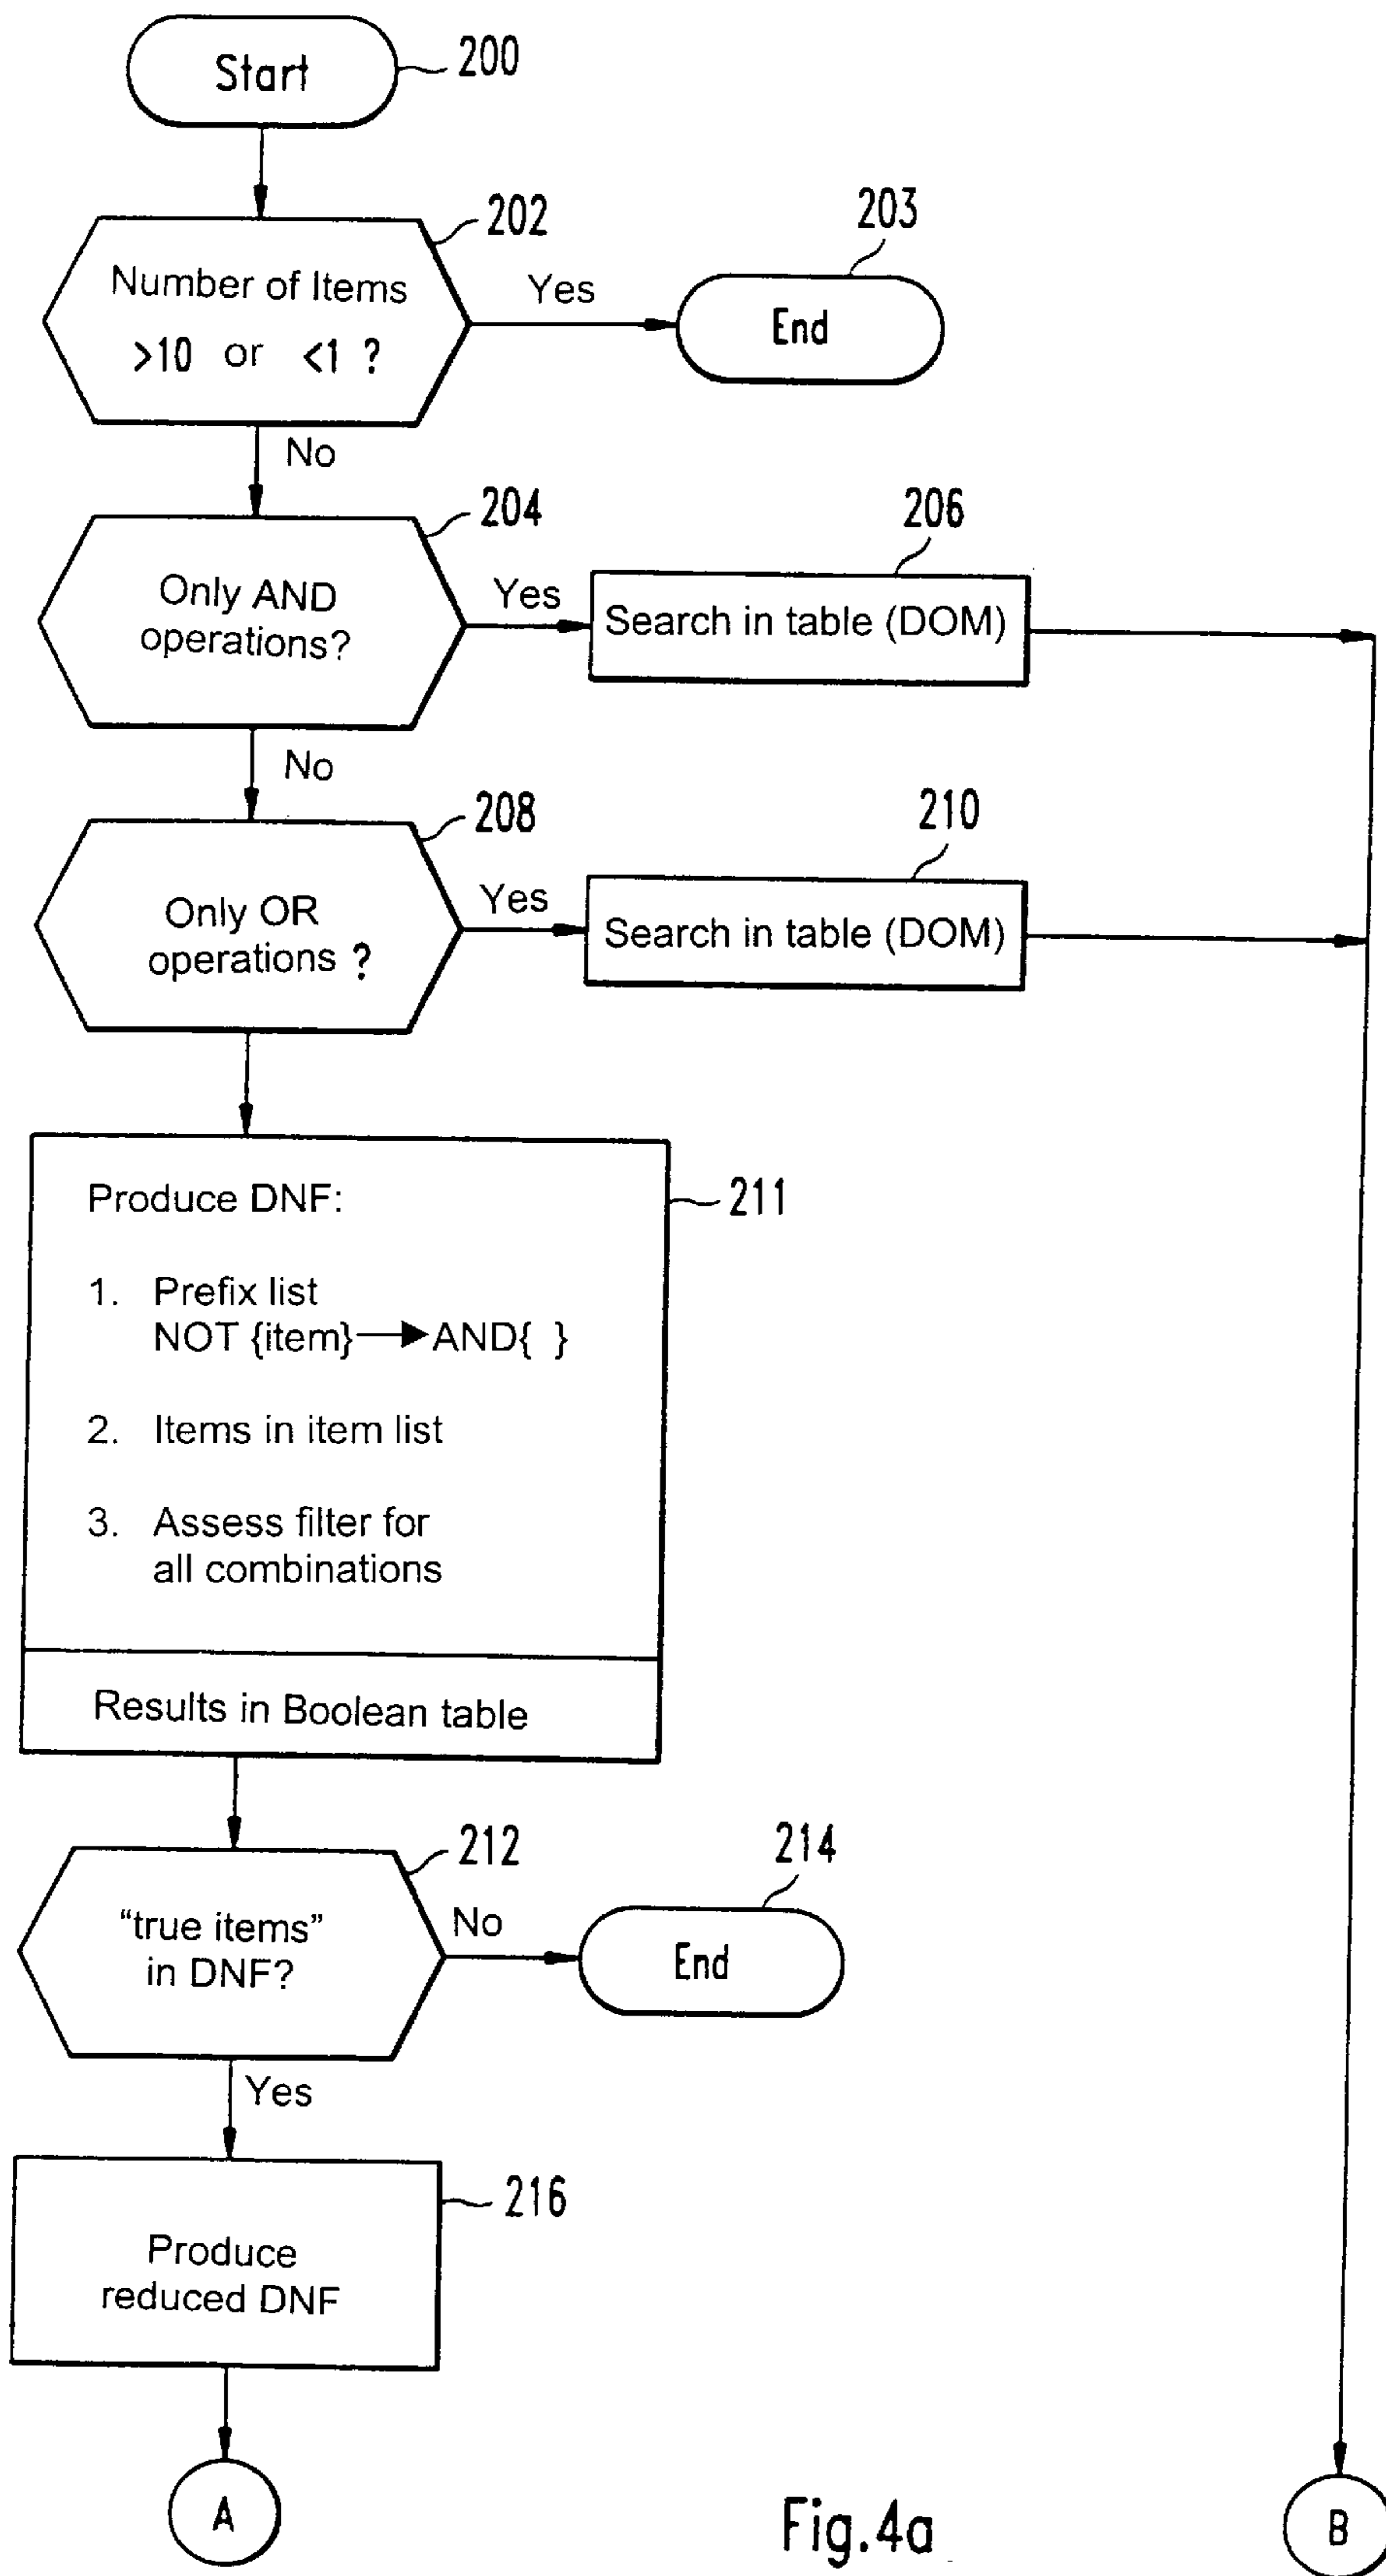 Start
200
202
Number of Items
>10 or <1 ?
Yes
203
End
No
204
Only AND
operations?
Yes
206
Search in table (DOM)
No
208
Only OR
operations ?
Yes
210
Search in table (DOM)
211
Produce DNF:
1. Prefix list
NOT {item}→AND{ }
2. Items in item list
3. Assess filter for
all combinations
Results in Boolean table
212
“true items”
in DNF?
No
214
End
Yes
216
Produce
reduced DNF
A
Fig.4a
B